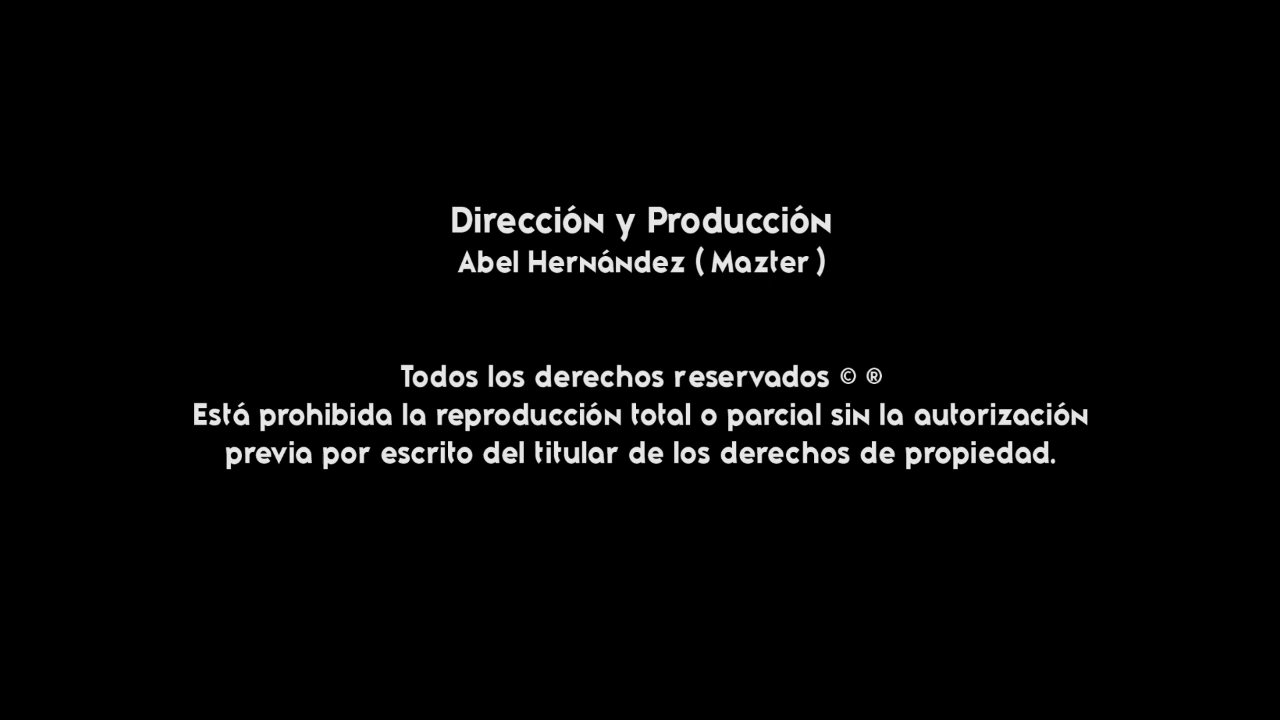 Dirección y Producción
Abel Hernández ( Mazter )
Todos los derechos reservados © ®
Está prohibida la reproducción total o parcial sin la autorización
previa por escrito del titular de los derechos de propiedad.